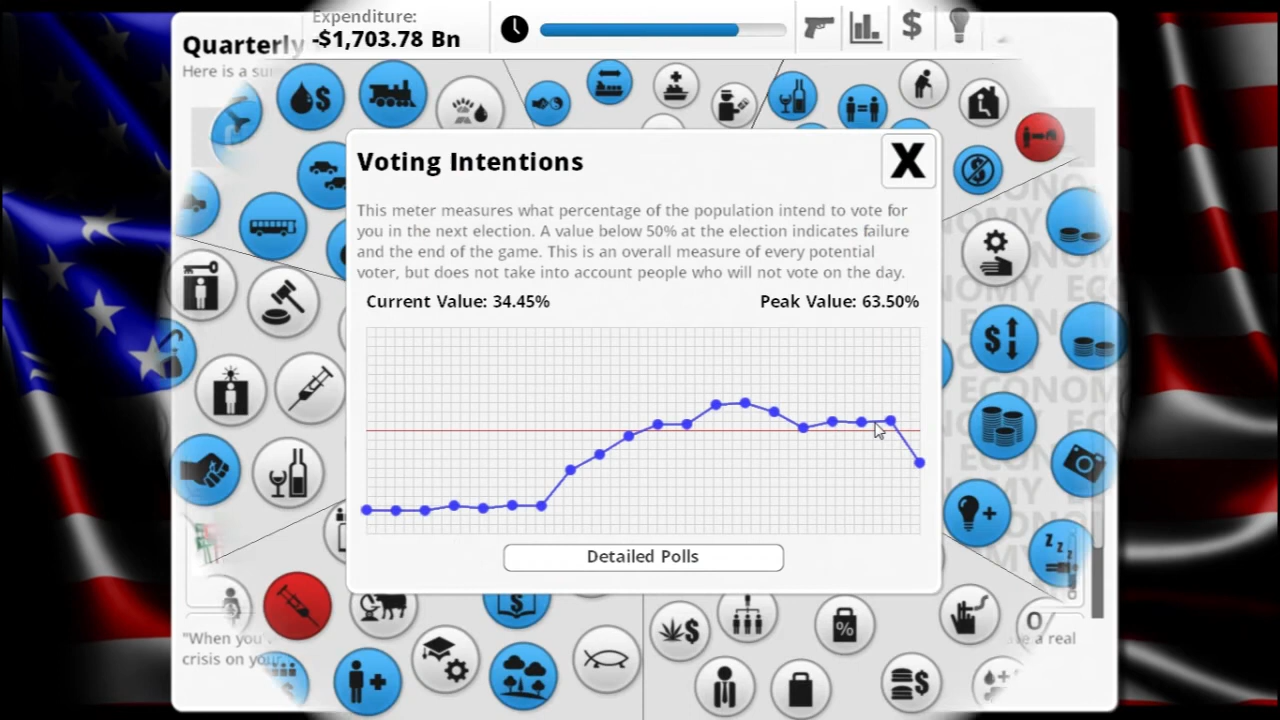 Expenditure:
-$1,703.78 Bn
Quarterly
Here is a su
Voting Intentions
X
This meter measures what percentage of the population intend to vote for
you in the next election. A value below 50% at the election indicates failure
and the end of the game. This is an overall measure of every potential
voter, but does not take into account people who will not vote on the day.
Current Value: 34.45%
Peak Value: 63.50%
Detailed Polls
ECONOMY
"When you'
a real
crisis on you